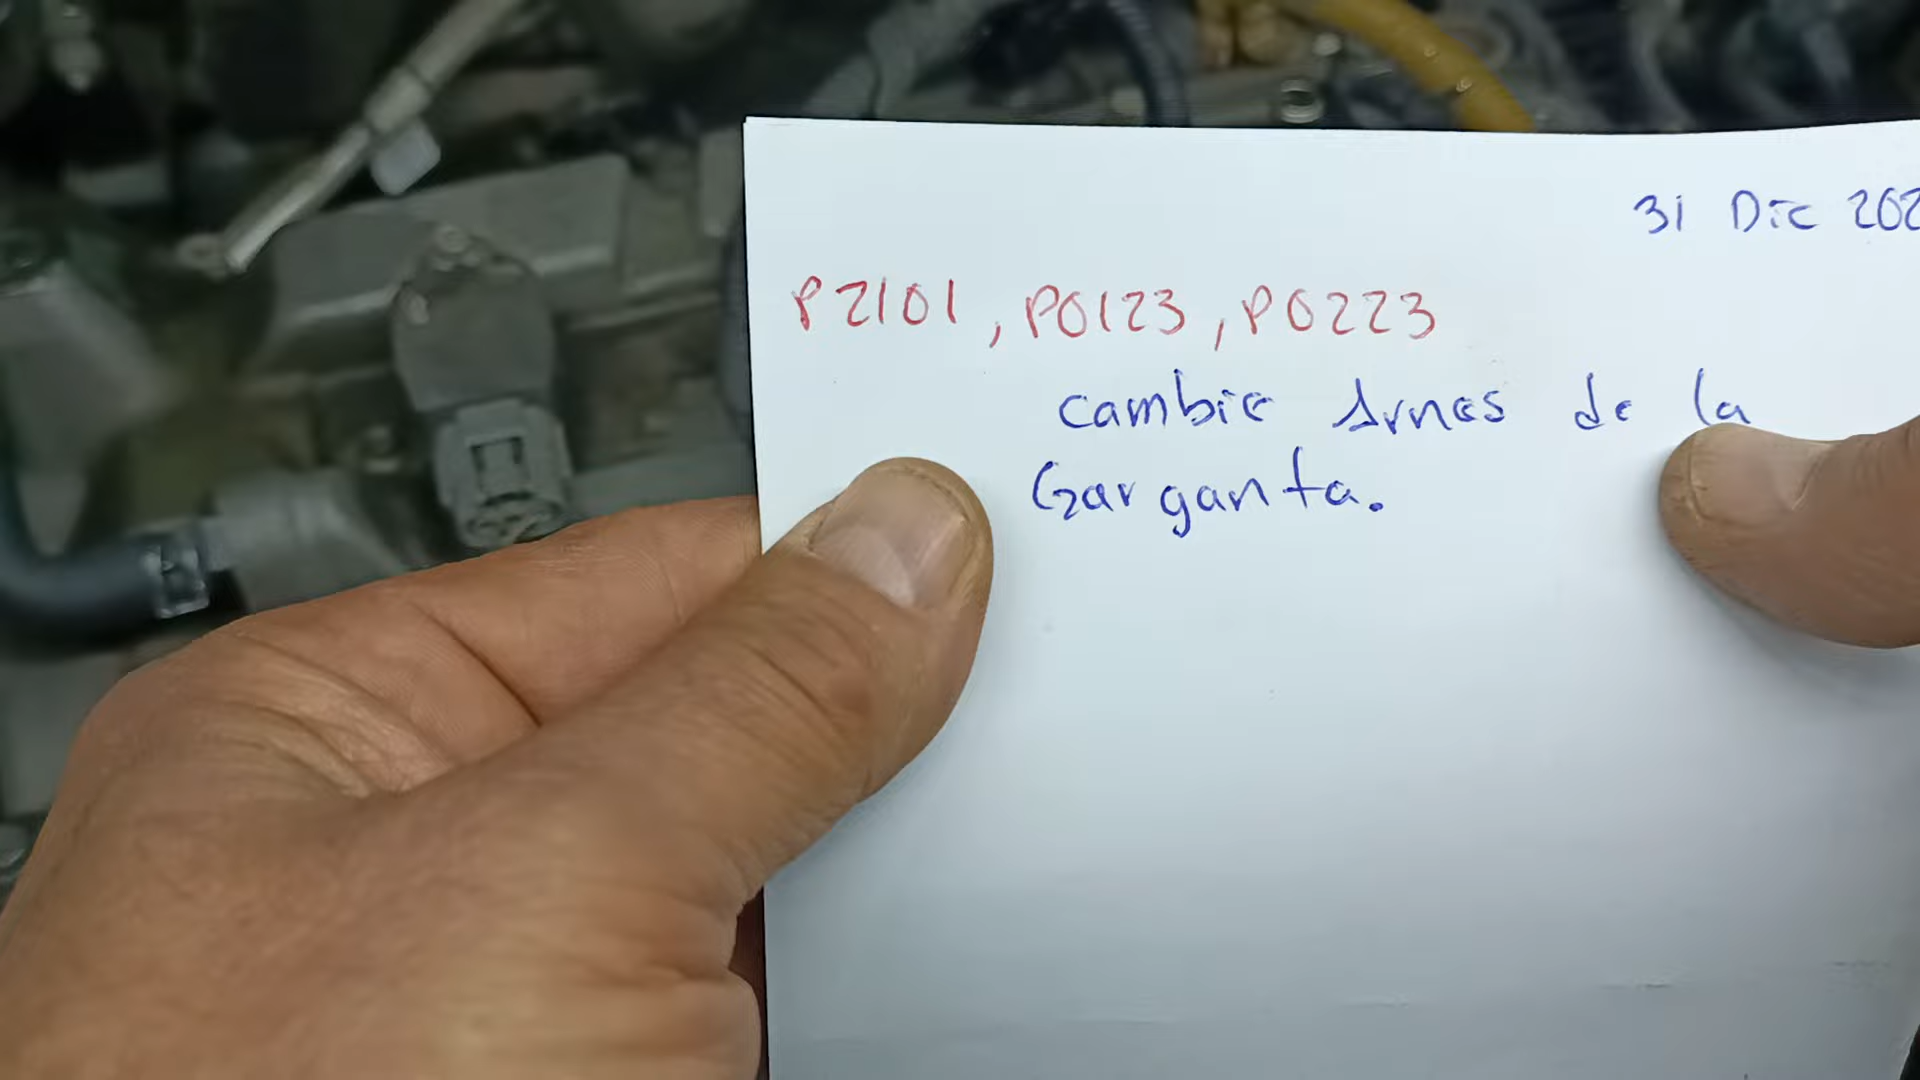 31 Dic 202
P2101, P0123, P0223
cambie Arnes de la
Garganta.